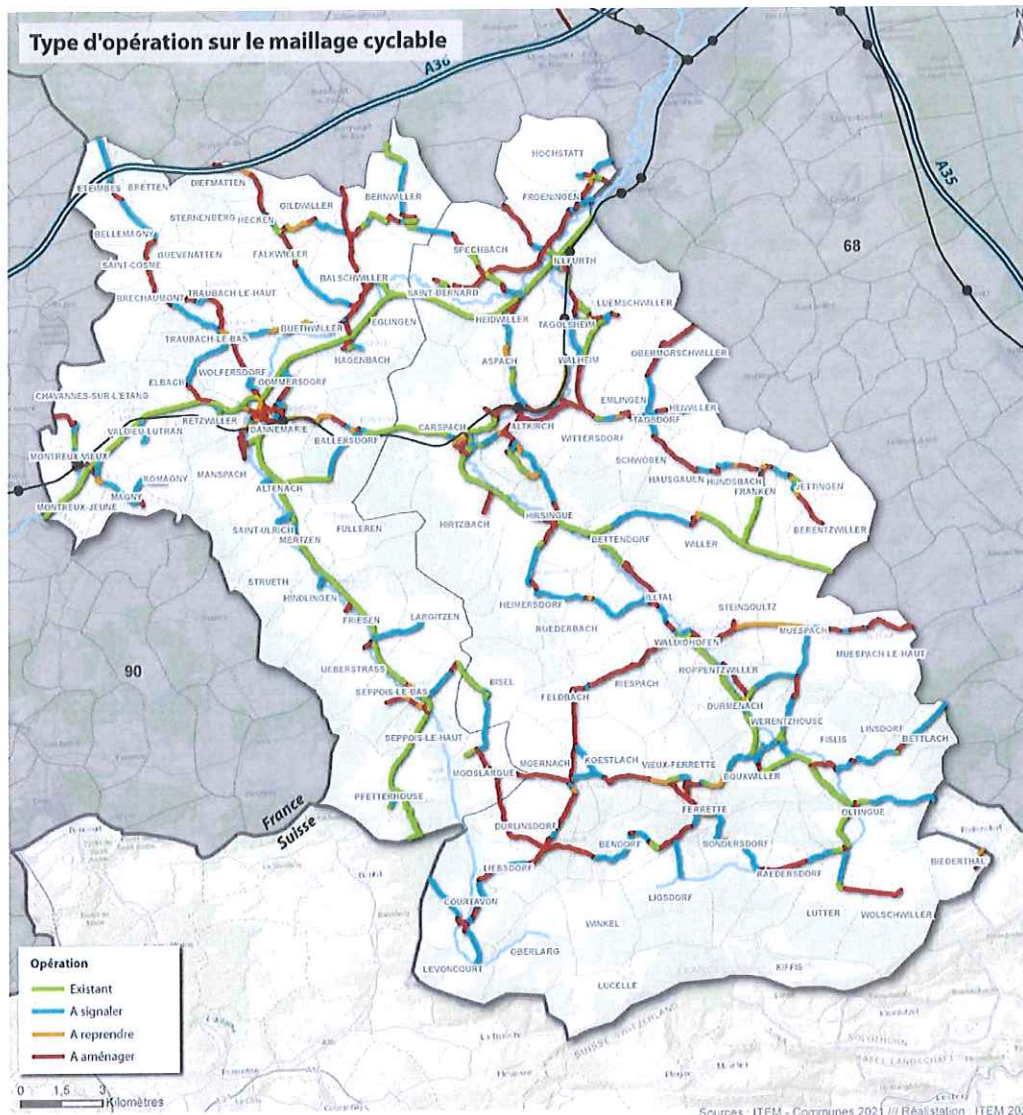 Type d'opération sur le maillage cyclable
A36
A35
N
68
90
HOCHSTATT
FROENINGEN
ETEIMBES
BRETTEN
DIEFMATTEN
BERNWILLER
GILDWILLER
STERNENBERG
HECKEN
BELLEMAGNY
GUEVENATTEN
SAINT-COSME
FALKWILLER
SPECHBACH
ILLFURTH
BALSCHWILLER
BRECHAUMONT
TRAUBACH-LE-HAUT
SAINT-BERNARD
LUEMSCHWILLER
EGLINGEN
HEIDWILLER
TAGOLSHEIM
BUETHWILLER
TRAUBACH-LE-BAS
HAGENBACH
ASPACH
WALHEIM
OBERMORSCHWILLER
WOLFERSDORF
ELBACH
GOMMERSDORF
CHAVANNES-SUR-L'ETANG
EMLINGEN
HEIWILLER
RETZWILLER
DANNEMARIE
CARSPACH
ALTKIRCH
TAGSDORF
VALDIEU-LUTRAN
BALLERSDORF
WITTERSDORF
SCHWOBEN
MONTREUX-VIEUX
MANSPACH
HAUSGAUEN
HUNDSBACH
ROMAGNY
ALTENACH
FRANKEN
JETTINGEN
MAGNY
MONTREUX-JEUNE
HIRTZBACH
HIRSINGUE
BERENTZWILLER
SAINT-ULRICH
FULLEREN
MERTZEN
BETTENDORF
WILLER
STRUETH
HINDLINGEN
HEIMERSDORF
ILLTAL
STEINSOULTZ
LARGITZEN
FRIESEN
RUEDERBACH
WALDIGHOFEN
MUESPACH
MUESPACH-LE-HAUT
UEBERSTRASS
ROPPENTZWILLER
BISEL
RIESPACH
SEPPOIS-LE-BAS
FELDBACH
DURMENACH
WERENTZHOUSE
LINSDORF
FISLIS
BETTLACH
SEPPOIS-LE-HAUT
MOERNACH
KOESTLACH
VIEUX-FERRETTE
MOOSLARGUE
BOUXWILLER
PFETTERHOUSE
FERRETTE
OLTINGUE
France
Suisse
DURLINSDORF
BENDORF
SONDERSDORF
BIEDERTHAL
LIEBSDORF
LIGSDORF
RAEDERSDORF
COURTAVON
LUTTER
WOLSCHWILLER
WINKEL
OBERLARG
LEVONCOURT
KIFFIS
LUCELLE
Opération
Existant
A signaler
A reprendre
A aménager
0 1,5 3
Kilomètres
Sources : ITEM - Communes 2021 /// Réalistation : ITEM 20